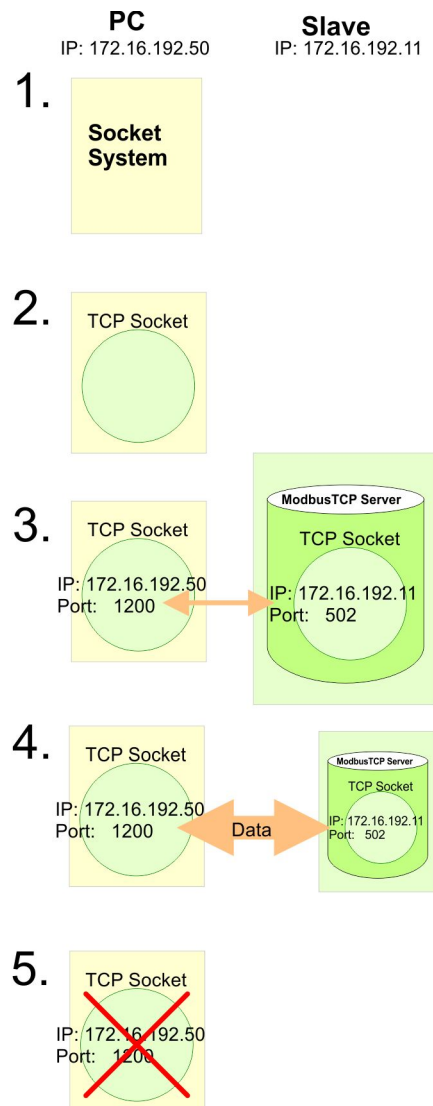 PC
Slave
IP: 172.16.192.50
IP: 172.16.192.11
1.
Socket
System
2.
TCP Socket
3.
TCP Socket
IP: 172.16.192.50
Port: 1200
ModbusTCP Server
TCP Socket
IP: 172.16.192.11
Port: 502
4.
TCP Socket
IP: 172.16.192.50
Port: 1200
Data
ModbusTCP Server
TCP Socket
IP: 172.16.192.11
Port: 502
5.
TCP Socket
IP: 172.16.192.50
Port: 1200